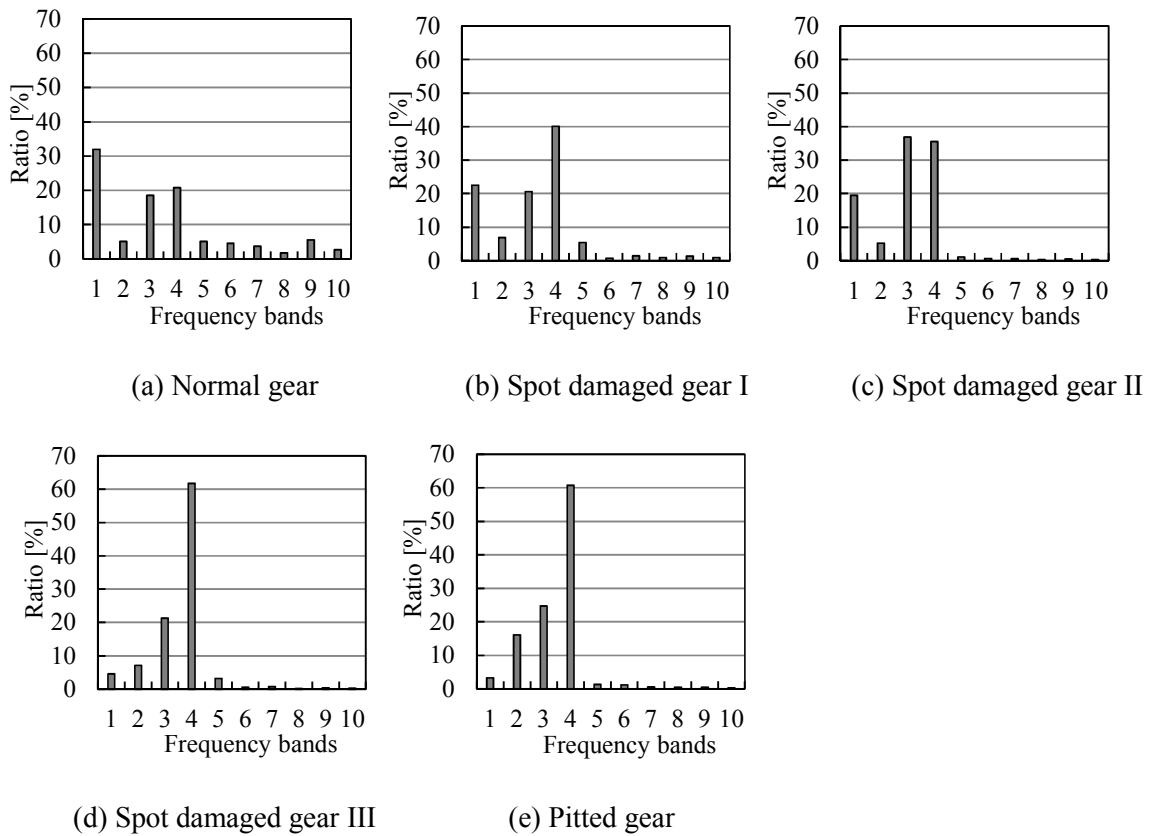 70
60
50
40
30
20
10
0
Ratio [%]
1 2 3 4 5 6 7 8 9 10
Frequency bands
(a) Normal gear
70
60
50
40
30
20
10
0
Ratio [%]
1 2 3 4 5 6 7 8 9 10
Frequency bands
(b) Spot damaged gear I
70
60
50
40
30
20
10
0
Ratio [%]
1 2 3 4 5 6 7 8 9 10
Frequency bands
(c) Spot damaged gear II
70
60
50
40
30
20
10
0
Ratio [%]
1 2 3 4 5 6 7 8 9 10
Frequency bands
(d) Spot damaged gear III
70
60
50
40
30
20
10
0
Ratio [%]
1 2 3 4 5 6 7 8 9 10
Frequency bands
(e) Pitted gear